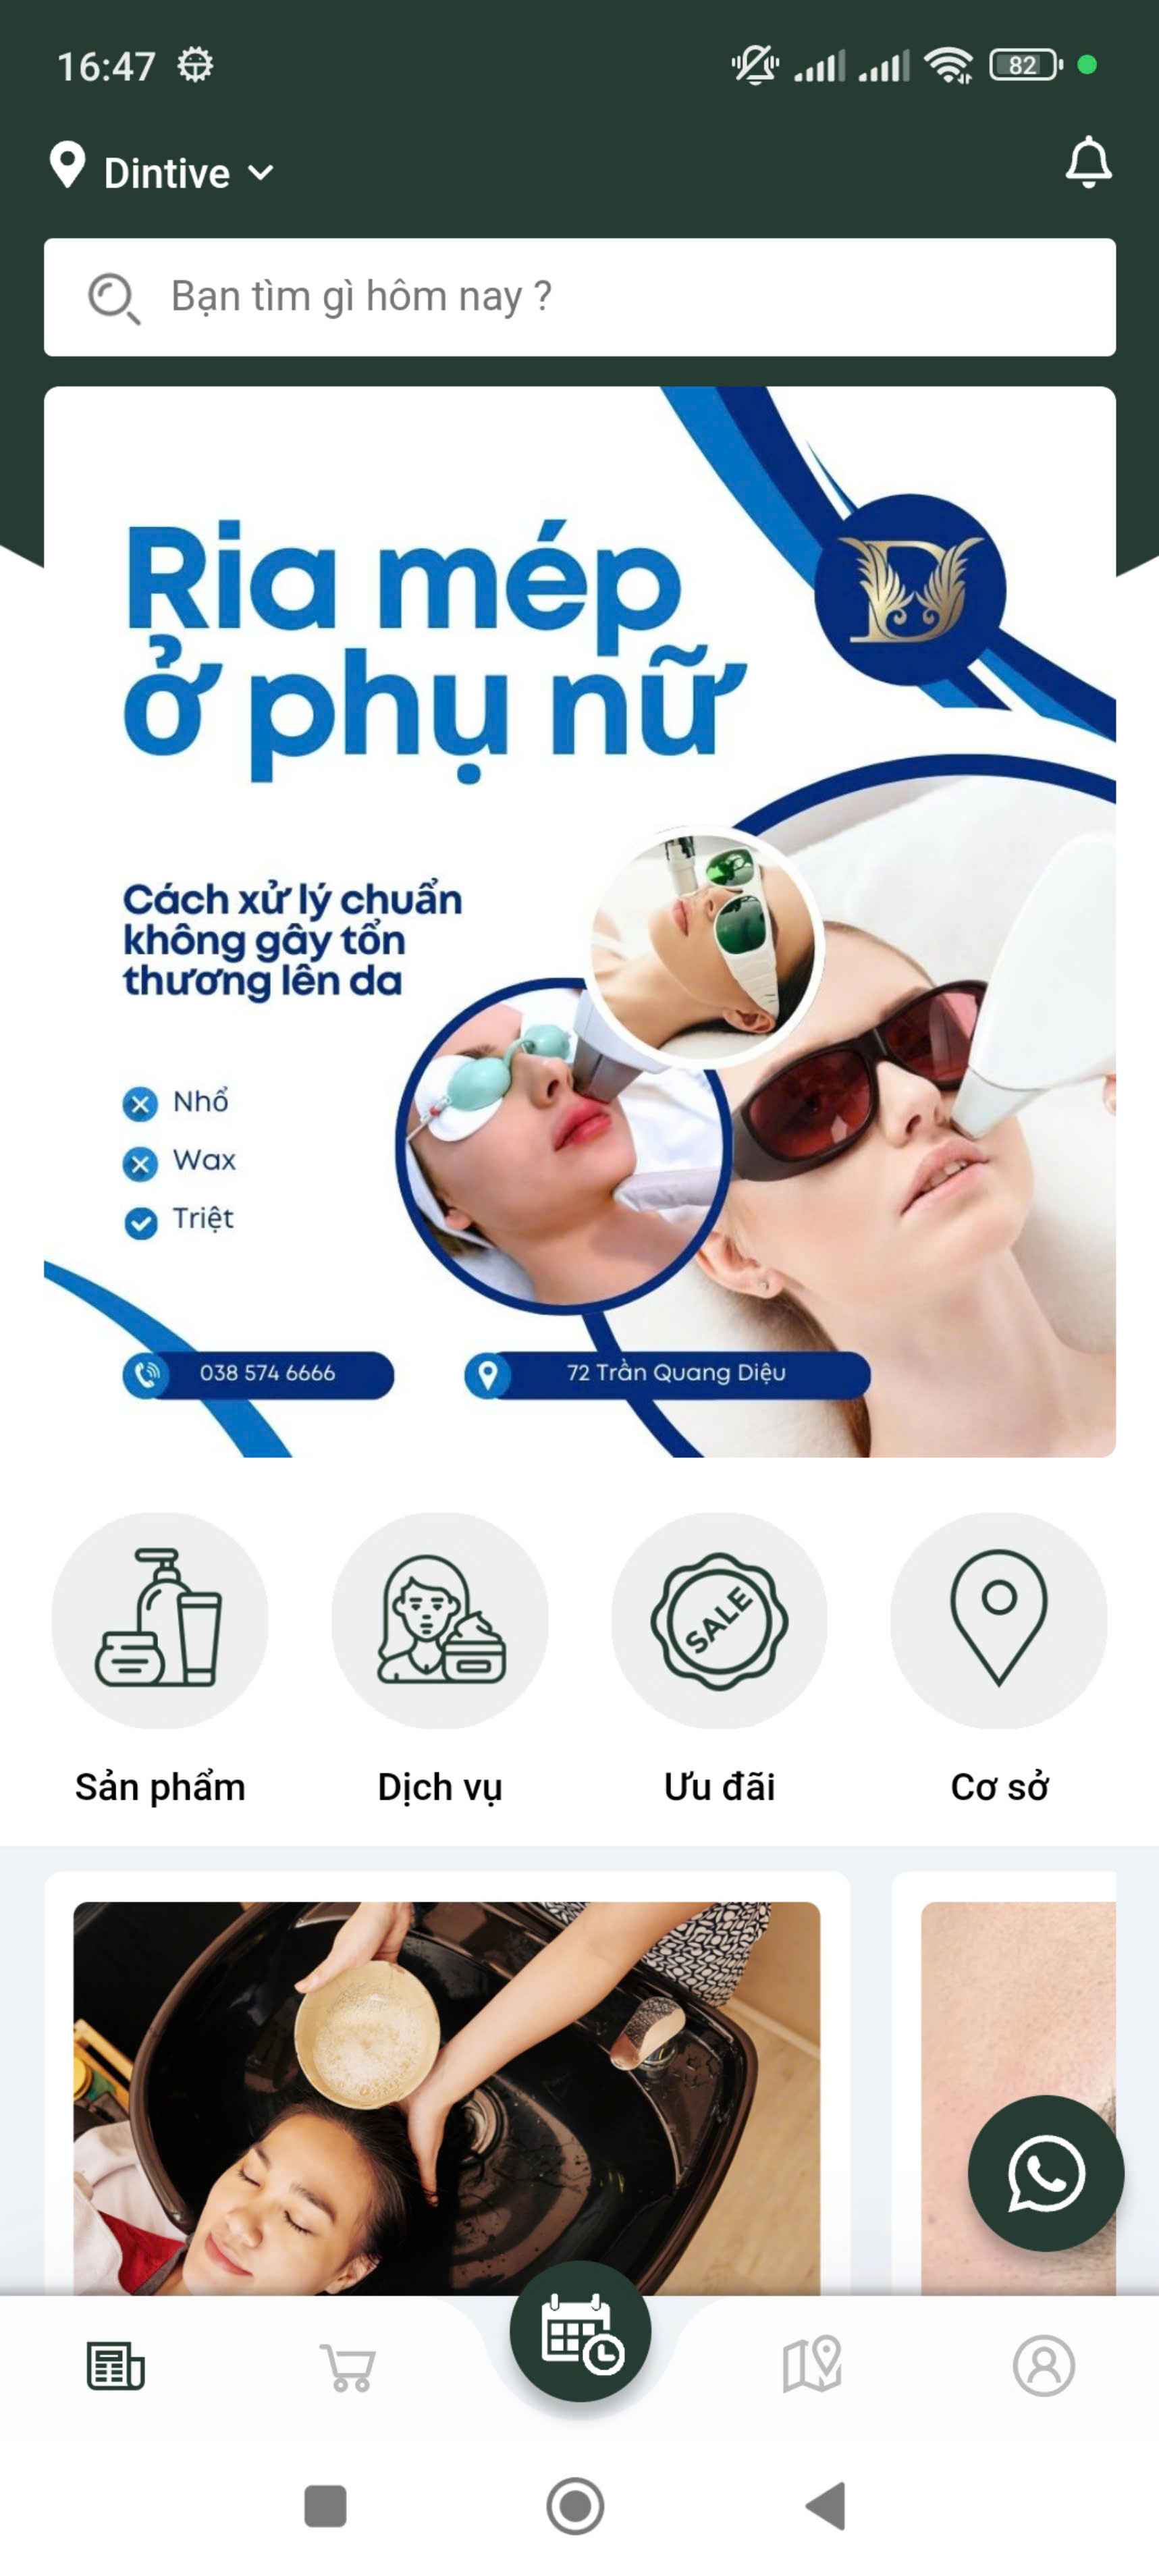 16:47
82
Dintive
Bạn tìm gì hôm nay ?
Ria mép
ở phụ nữ
Cách xử lý chuẩn
không gây tổn
thương lên da
Nhổ
Wax
Triệt
038 574 6666
72 Trần Quang Diệu
SALE
Sản phẩm
Dịch vụ
Ưu đãi
Cơ sở